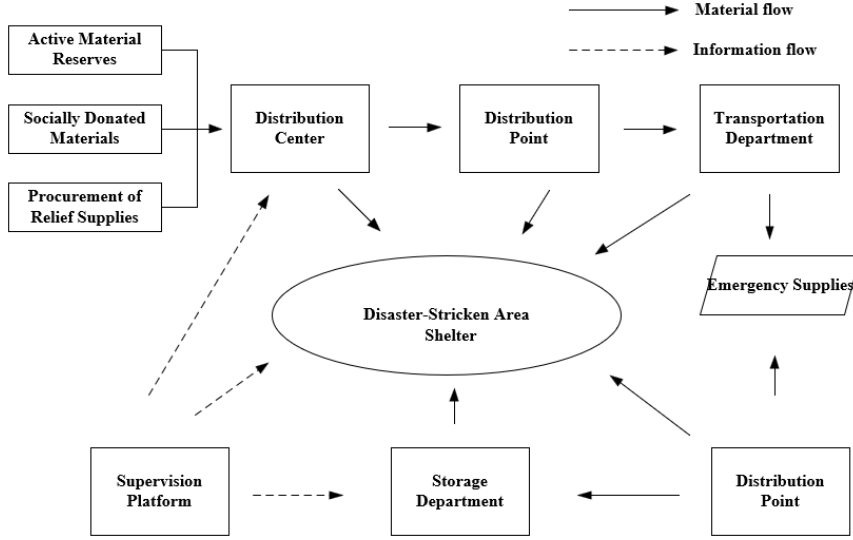 Material flow
Information flow
Active Material
Reserves
Socially Donated
Materials
Procurement of
Relief Supplies
Distribution
Center
Distribution
Point
Transportation
Department
Emergency Supplies
Disaster-Stricken Area
Shelter
Supervision
Platform
Storage
Department
Distribution
Point